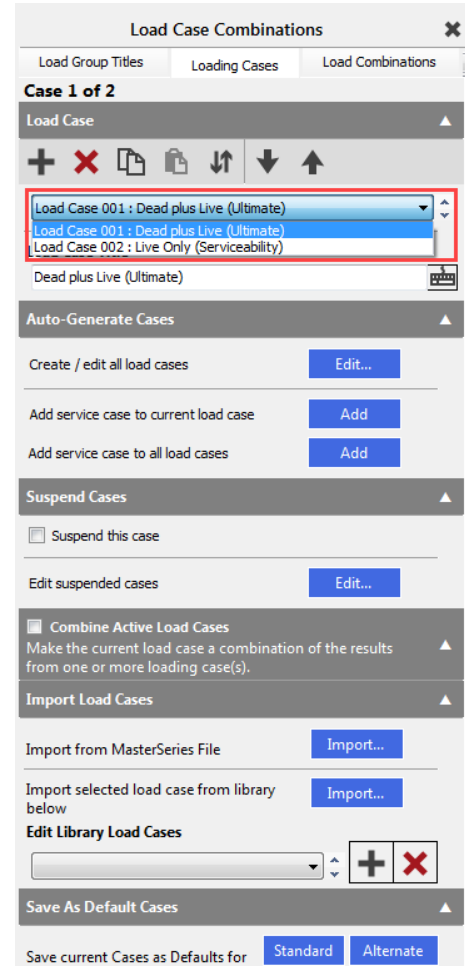 Load Case Combinations
Load Group Titles Loading Cases Load Combinations
Case 1 of 2
Load Case
Load Case 001 : Dead plus Live (Ultimate)
Load Case 001 : Dead plus Live (Ultimate)
Load Case 002 : Live Only (Serviceability)
Dead plus Live (Ultimate)
Auto-Generate Cases
Create / edit all load cases Edit...
Add service case to current load case Add
Add service case to all load cases Add
Suspend Cases
Suspend this case
Edit suspended cases Edit...
Combine Active Load Cases
Make the current load case a combination of the results
from one or more loading case(s).
Import Load Cases
Import from MasterSeries File Import...
Import selected load case from library Import...
below
Edit Library Load Cases
Save As Default Cases
Save current Cases as Defaults for Standard Alternate